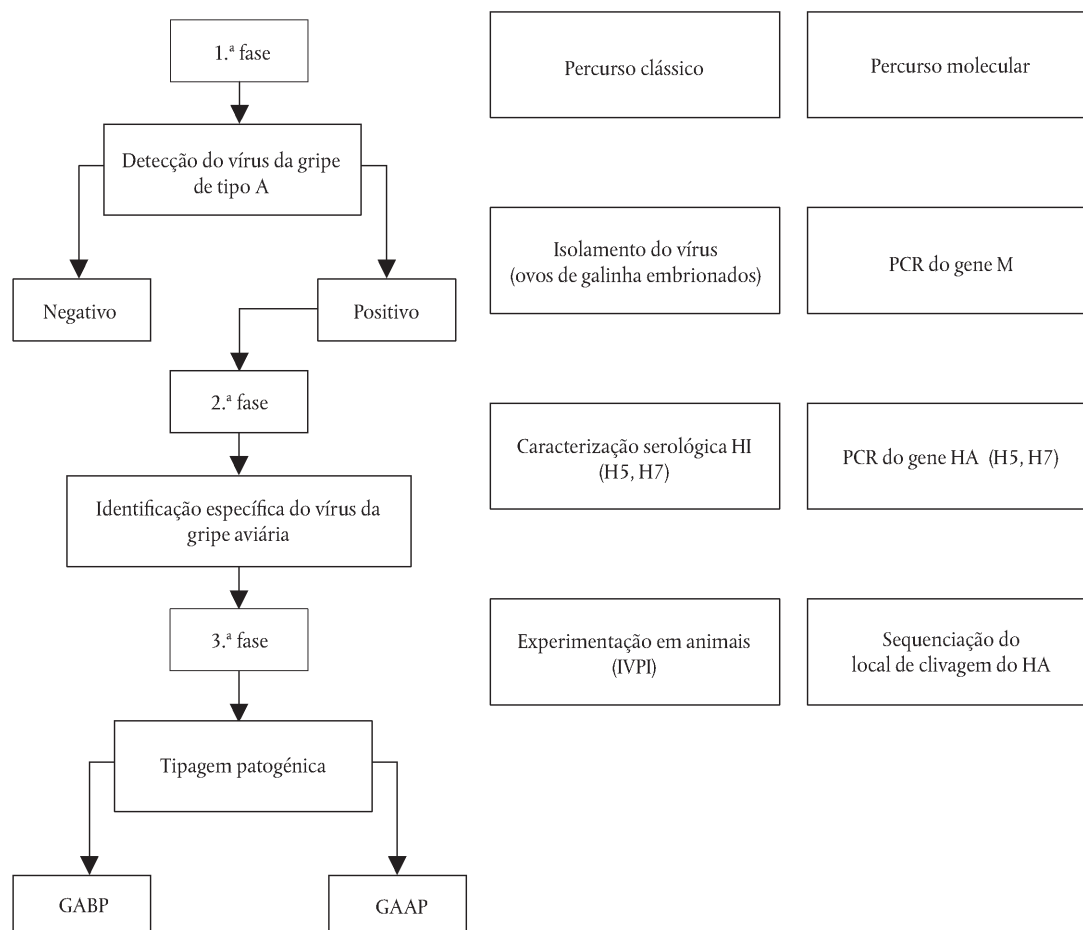 1.ª fase
Detecção do vírus da gripe
de tipo A
Negativo
Positivo
2.ª fase
Identificação específica do vírus da
gripe aviária
3.ª fase
Tipagem patogénica
GABP
GAAP
Percurso clássico
Percurso molecular
Isolamento do vírus
(ovos de galinha embrionados)
PCR do gene M
Caracterização serológica HI
(H5, H7)
PCR do gene HA (H5, H7)
Experimentação em animais
(IVPI)
Sequenciação do
local de clivagem do HA